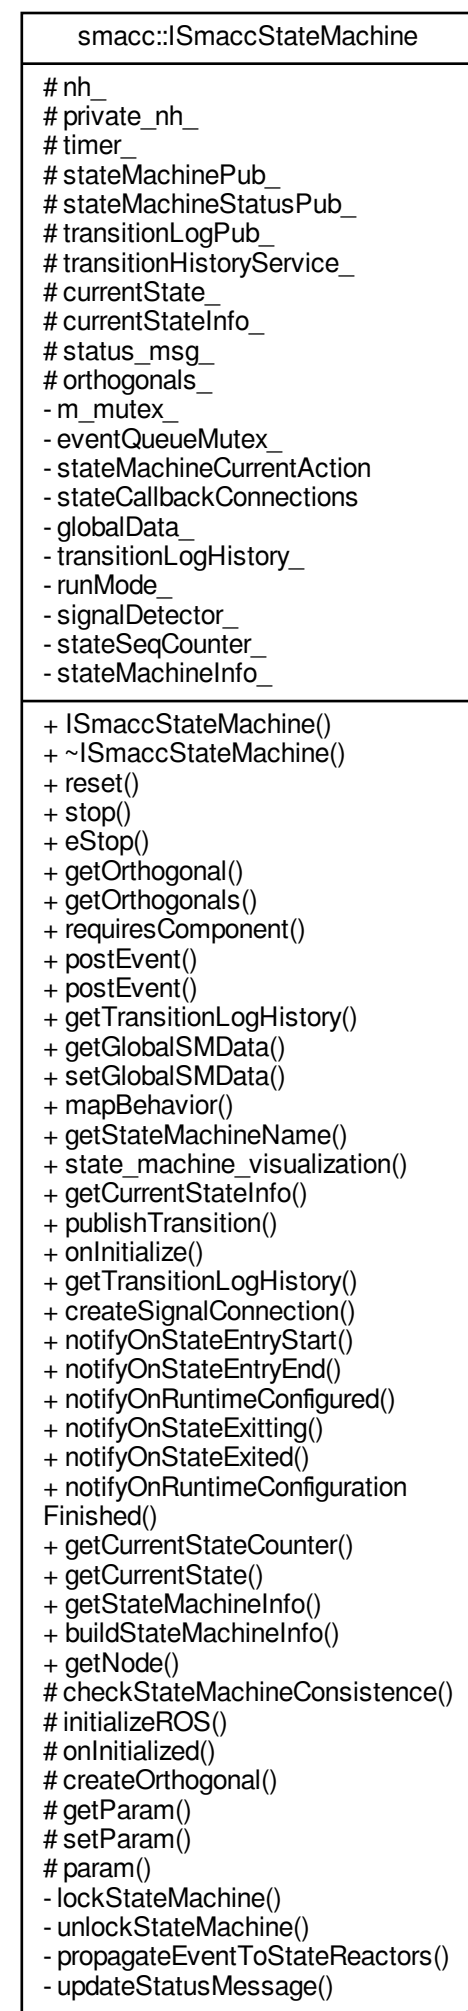 smacc::ISmaccStateMachine
# nh_
# private_nh_
# timer_
# stateMachinePub_
# stateMachineStatusPub_
# transitionLogPub_
# transitionHistoryService_
# currentState_
# currentStateInfo_
# status_msg_
# orthogonals_
- m_mutex_
- eventQueueMutex_
- stateMachineCurrentAction
- stateCallbackConnections
- globalData_
- transitionLogHistory_
- runMode_
- signalDetector_
- stateSeqCounter_
- stateMachineInfo_
+ ISmaccStateMachine()
+ ~ISmaccStateMachine()
+ reset()
+ stop()
+ eStop()
+ getOrthogonal()
+ getOrthogonals()
+ requiresComponent()
+ postEvent()
+ postEvent()
+ getTransitionLogHistory()
+ getGlobalSMData()
+ setGlobalSMData()
+ mapBehavior()
+ getStateMachineName()
+ state_machine_visualization()
+ getCurrentStateInfo()
+ publishTransition()
+ onInitialize()
+ getTransitionLogHistory()
+ createSignalConnection()
+ notifyOnStateEntryStart()
+ notifyOnStateEntryEnd()
+ notifyOnRuntimeConfigured()
+ notifyOnStateExitting()
+ notifyOnStateExited()
+ notifyOnRuntimeConfiguration
Finished()
+ getCurrentStateCounter()
+ getCurrentState()
+ getStateMachineInfo()
+ buildStateMachineInfo()
+ getNode()
# checkStateMachineConsistence()
# initializeROS()
# onInitialized()
# createOrthogonal()
# getParam()
# setParam()
# param()
- lockStateMachine()
- unlockStateMachine()
- propagateEventToStateReactors()
- updateStatusMessage()